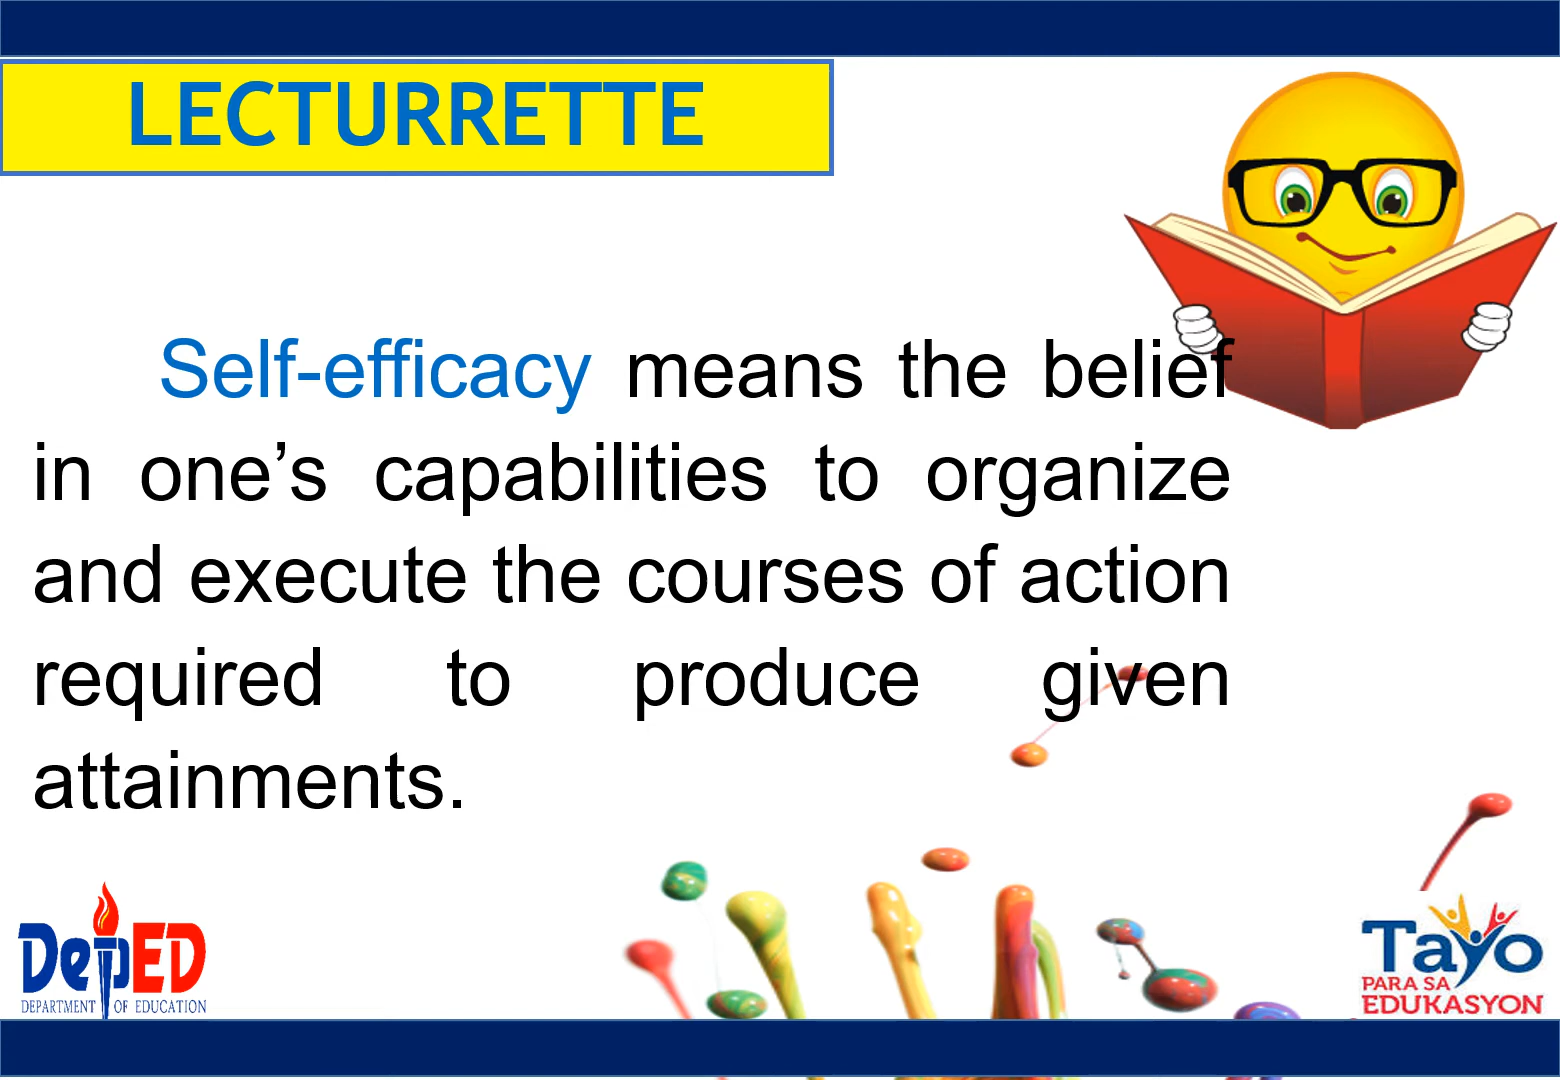 LECTURRETTE
Self-efficacy means the belief
in one’s capabilities to organize
and execute the courses of action
required to produce given
attainments.
DepED
DEPARTMENT OF EDUCATION
Tayo
PARA SA
EDUKASYON